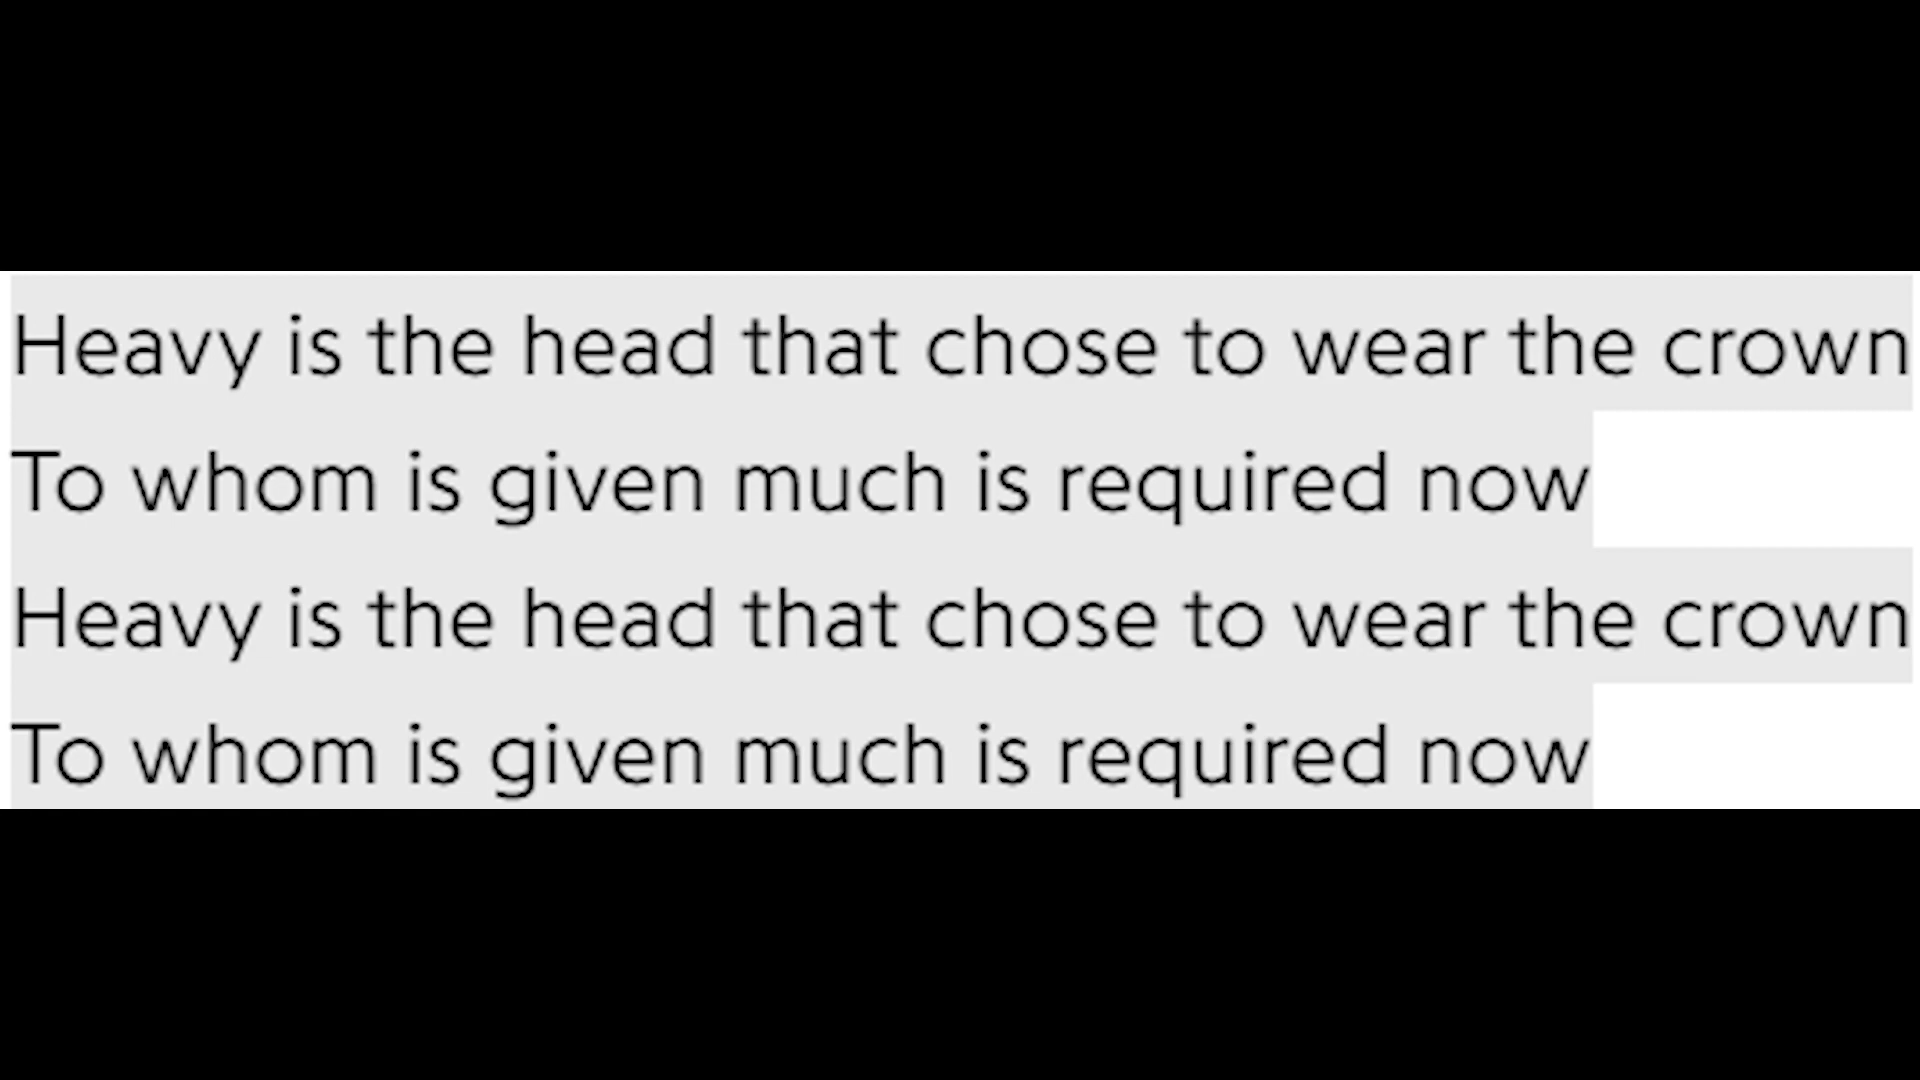 Heavy is the head that chose to wear the crown
To whom is given much is required now
Heavy is the head that chose to wear the crown
To whom is given much is required now